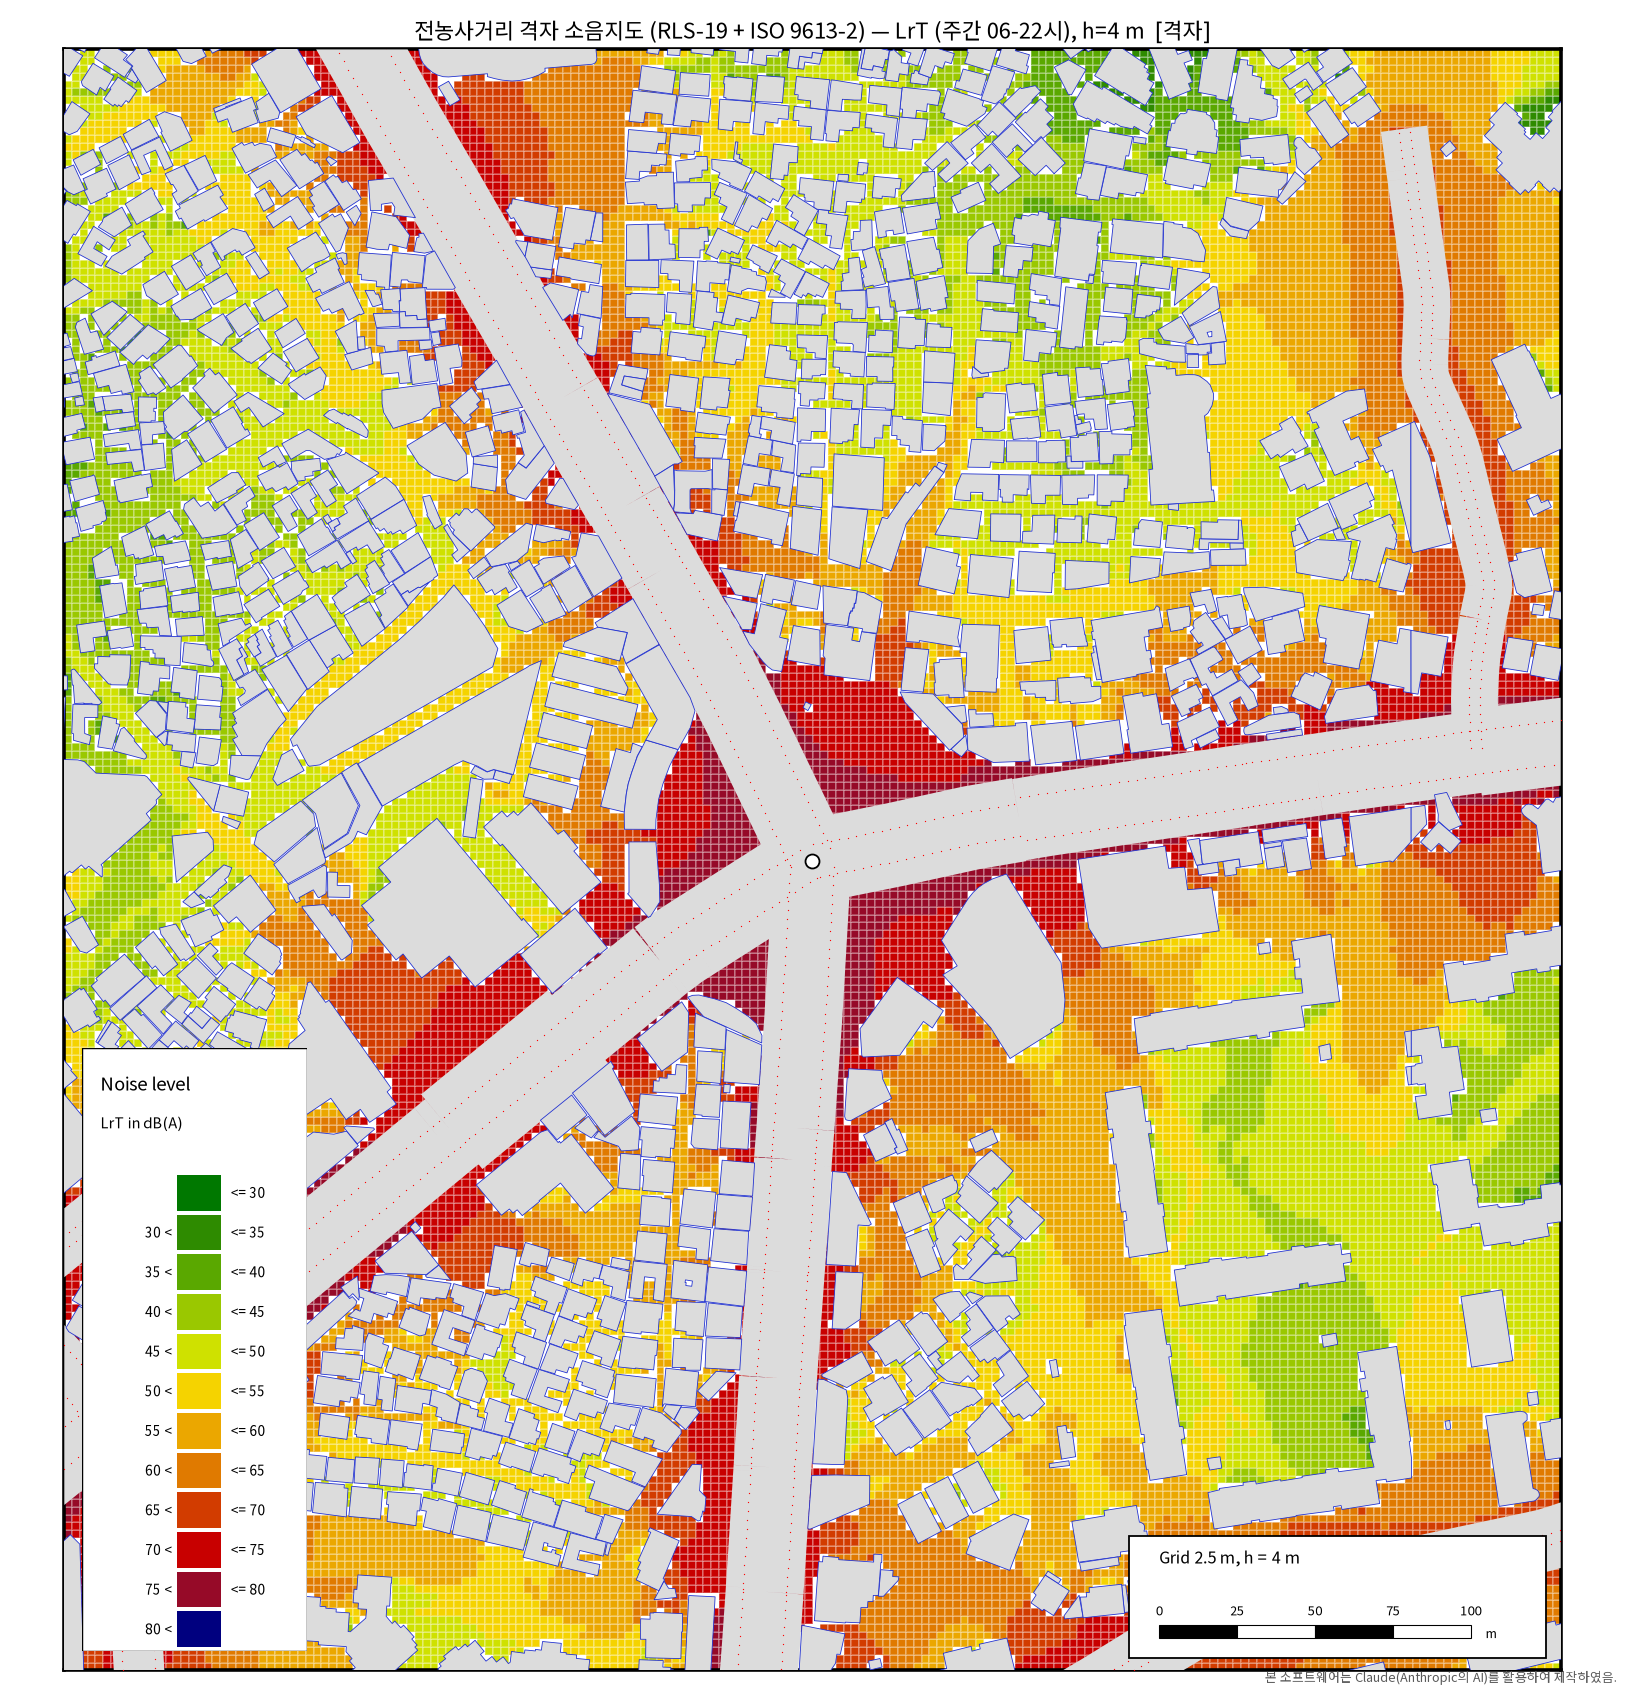 전농사거리 격자 소음지도 (RLS-19 + ISO 9613-2) — LrT (주간 06-22시), h=4 m  [격자]
Noise level
LrT in dB(A)
<= 30
30 < <= 35
35 < <= 40
40 < <= 45
45 < <= 50
50 < <= 55
55 < <= 60
60 < <= 65
65 < <= 70
70 < <= 75
75 < <= 80
80 <
Grid 2.5 m, h = 4 m
0 25 50 75 100
m
본 소프트웨어는 Claude(Anthropic의 AI)를 활용하여 제작하였음.